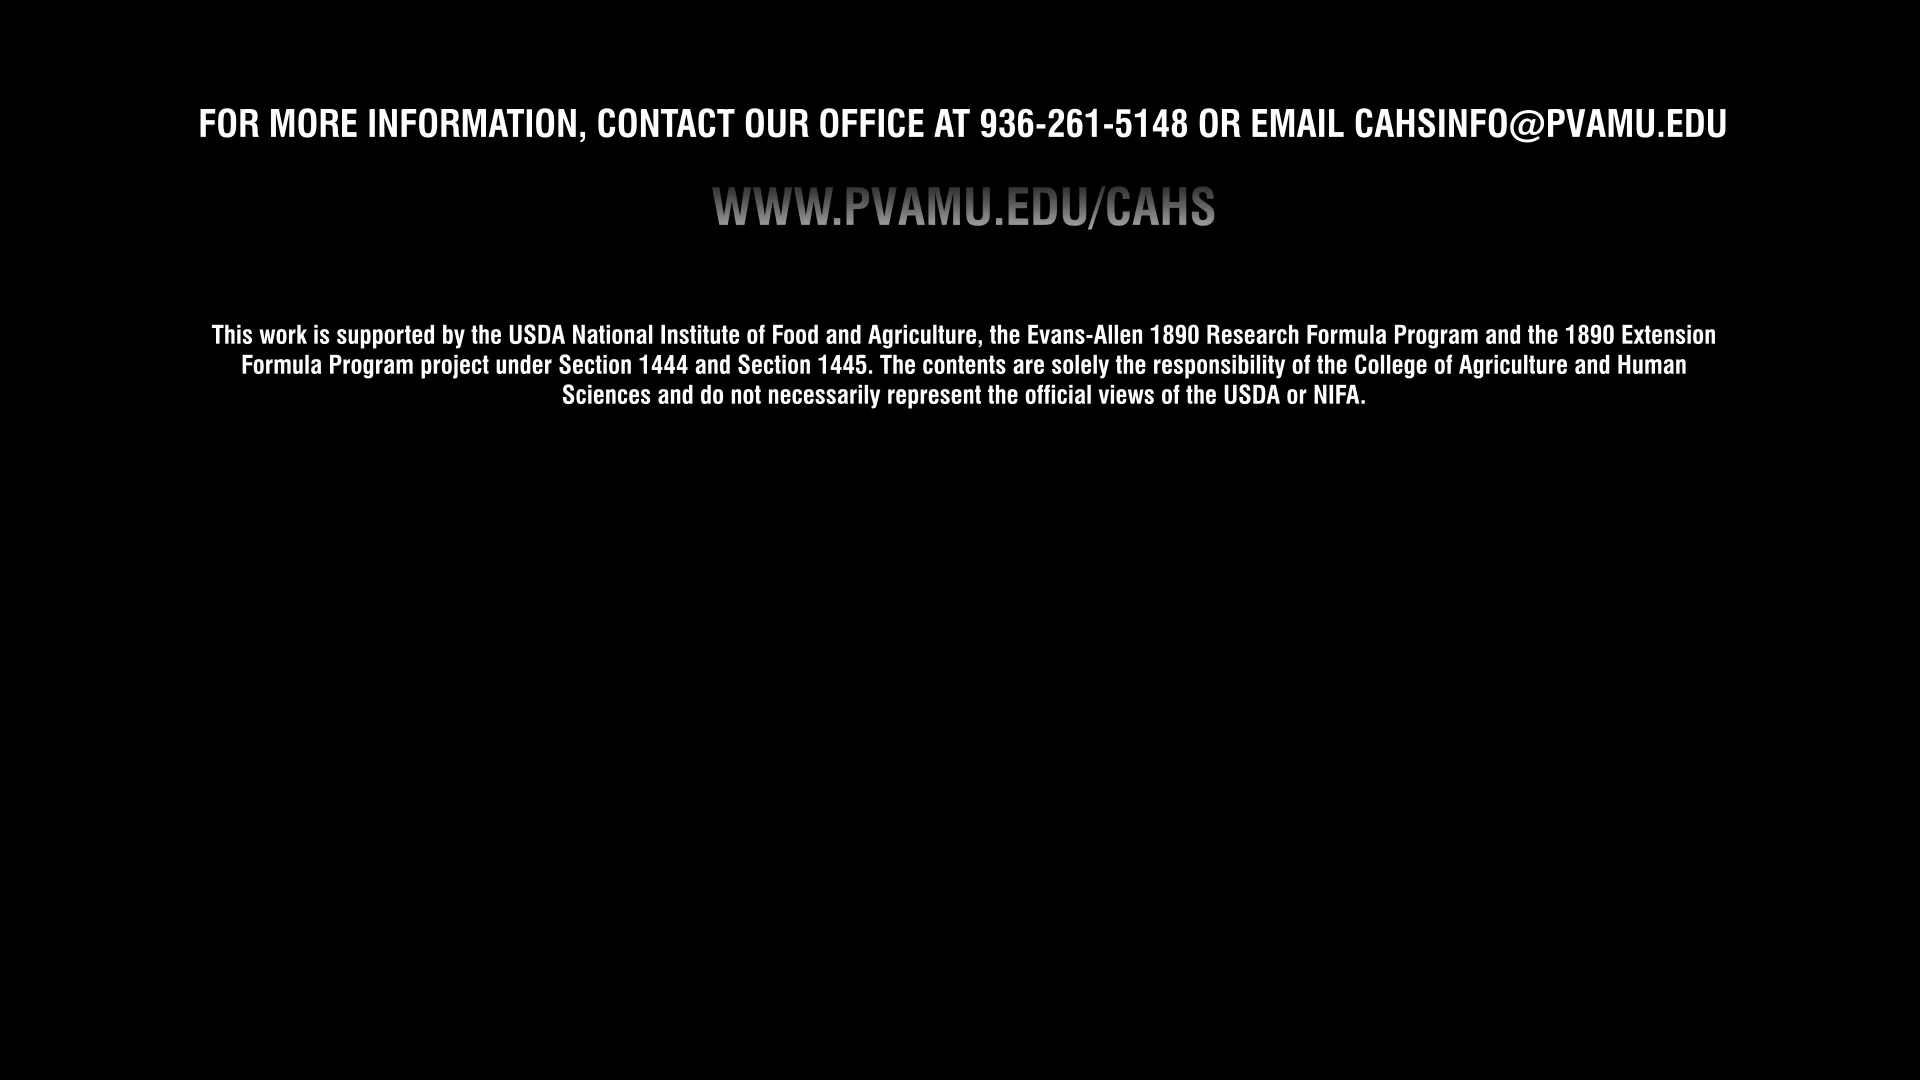 FOR MORE INFORMATION, CONTACT OUR OFFICE AT 936-261-5148 OR EMAIL CAHSINFO@PVAMU.EDU
WWW.PVAMU.EDU/CAHS
This work is supported by the USDA National Institute of Food and Agriculture, the Evans-Allen 1890 Research Formula Program and the 1890 Extension
Formula Program project under Section 1444 and Section 1445. The contents are solely the responsibility of the College of Agriculture and Human
Sciences and do not necessarily represent the official views of the USDA or NIFA.